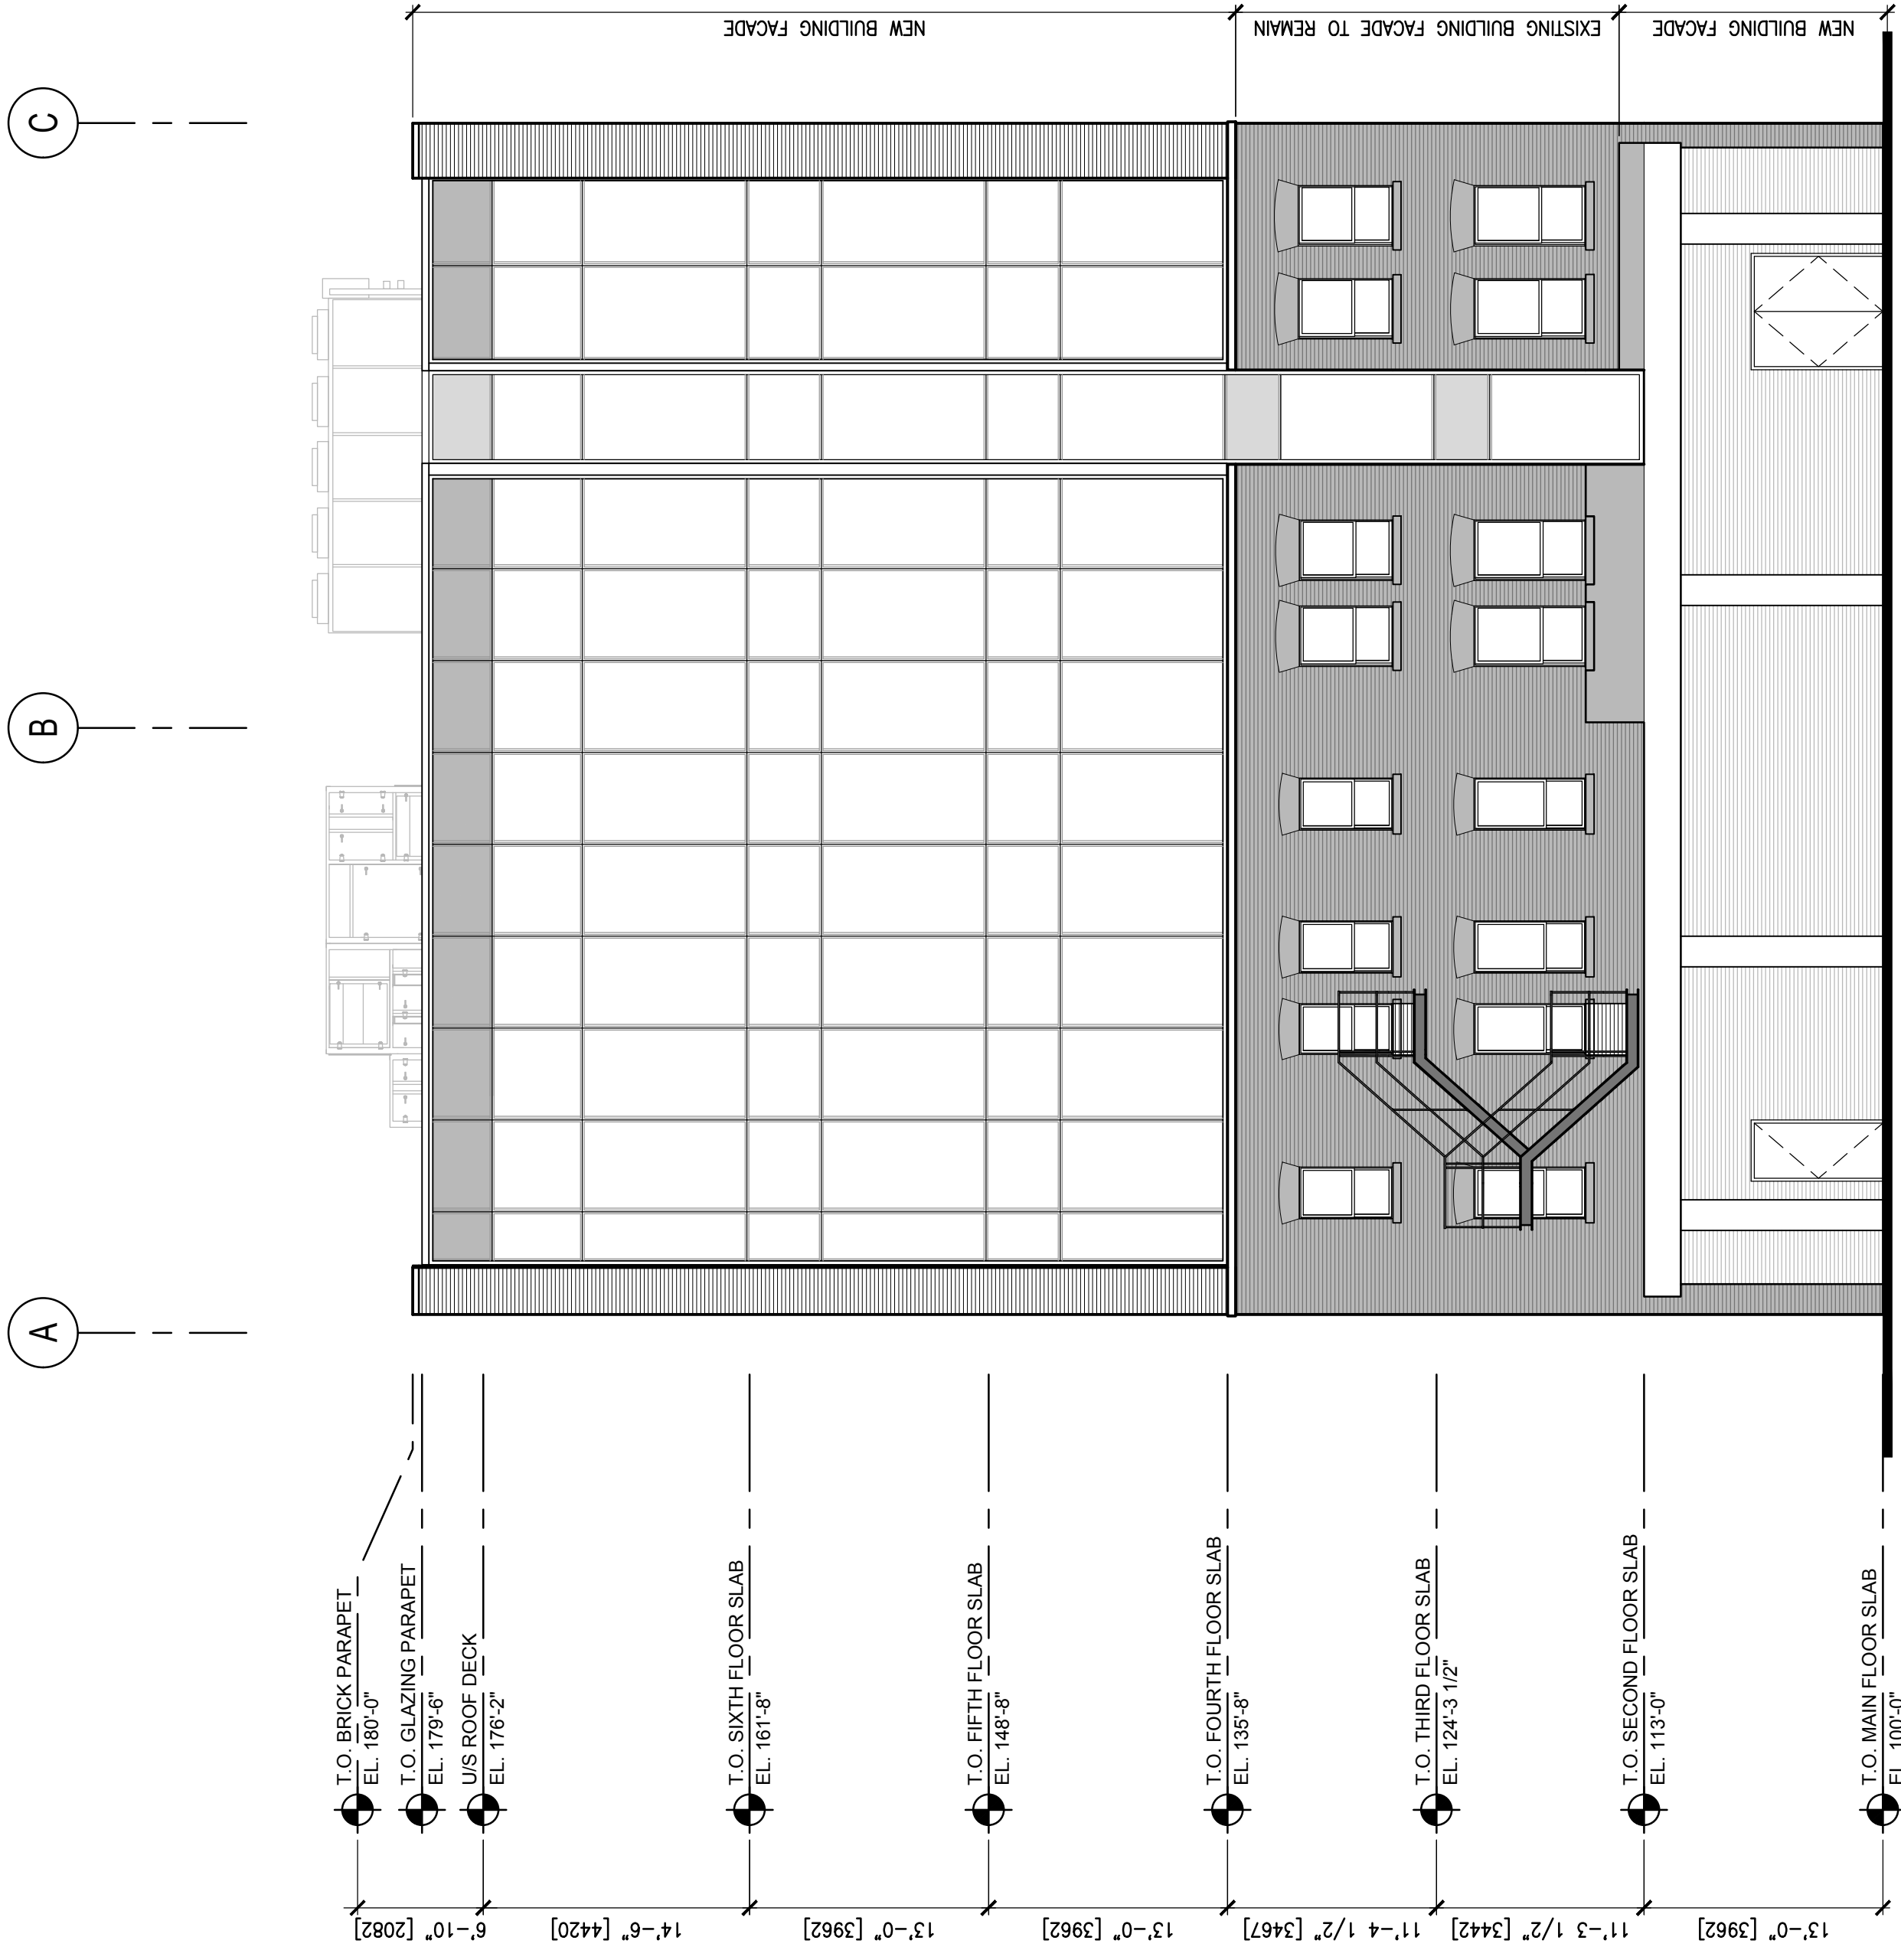 C
B
A
NEW BUILDING FACADE
EXISTING BUILDING FACADE TO REMAIN
NEW BUILDING FACADE
T.O. BRICK PARAPET
EL. 180'-0"
T.O. GLAZING PARAPET
EL. 179'-6"
U/S ROOF DECK
EL. 176'-2"
T.O. SIXTH FLOOR SLAB
EL. 161'-8"
T.O. FIFTH FLOOR SLAB
EL. 148'-8"
T.O. FOURTH FLOOR SLAB
EL. 135'-8"
T.O. THIRD FLOOR SLAB
EL. 124'-3 1/2"
T.O. SECOND FLOOR SLAB
EL. 113'-0"
T.O. MAIN FLOOR SLAB
EL. 100'-0"
6'-10" [2082]
14'-6" [4420]
13'-0" [3962]
13'-0" [3962]
11'-4 1/2" [3467]
11'-3 1/2" [3442]
13'-0" [3962]